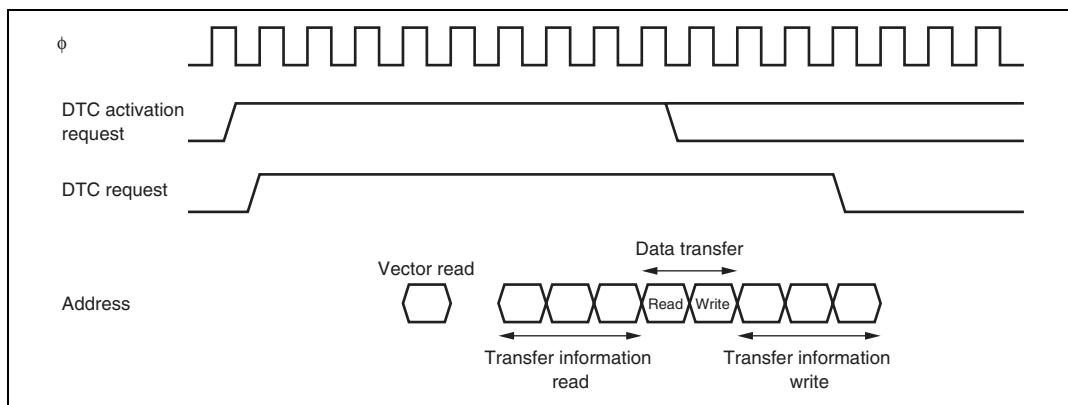 φ
DTC activation
request
DTC request
Data transfer
Vector read
Address
Read
Write
Transfer information
read
Transfer information
write